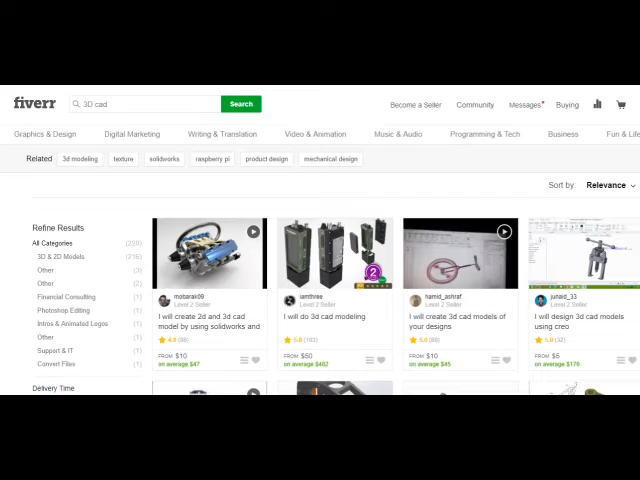 fiverr
3D cad
Search
Become a Seller
Community
Messages
Buying
Graphics & Design
Digital Marketing
Writing & Translation
Video & Animation
Music & Audio
Programming & Tech
Business
Fun & Life
Related
3d modeling
texture
solidworks
raspberry pi
product design
mechanical design
Sort by:
Relevance
Refine Results
All Categories
(220)
3D & 2D Models
(216)
Other
(3)
Other
(2)
Financial Consulting
(1)
Photoshop Editing
(1)
Intros & Animated Logos
(1)
Other
(1)
Support & IT
(1)
Convert Files
(1)
Delivery Time
mobarak09
Level 2 Seller
I will create 2d and 3d cad
model by using solidworks and
FROM $10
on average $47
2
iamthree
Level 2 Seller
I will do 3d cad modeling
5.0 (183)
FROM $50
on average $482
hamid_ashraf
Level 2 Seller
I will create 3d cad models of
your designs
5.0 (89)
FROM $10
on average $45
junaid_33
Level 2 Seller
I will design 3d cad models
using creo
5.0 (32)
FROM $5
on average $176